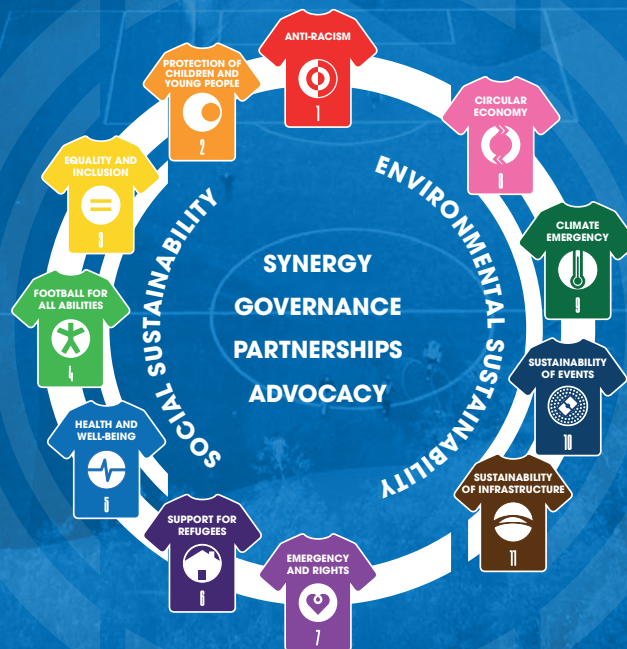 ANTI-RACISM
1
PROTECTION OF
CHILDREN AND
YOUNG PEOPLE
2
EQUALITY AND
INCLUSION
3
FOOTBALL FOR
ALL ABILITIES
4
HEALTH AND
WELL-BEING
5
SUPPORT FOR
REFUGEES
6
EMERGENCY
AND RIGHTS
7
CIRCULAR
ECONOMY
8
CLIMATE
EMERGENCY
9
SUSTAINABILITY
OF EVENTS
10
SUSTAINABILITY
OF INFRASTRUCTURE
11
SOCIAL SUSTAINABILITY
ENVIRONMENTAL SUSTAINABILITY
SYNERGY
GOVERNANCE
PARTNERSHIPS
ADVOCACY